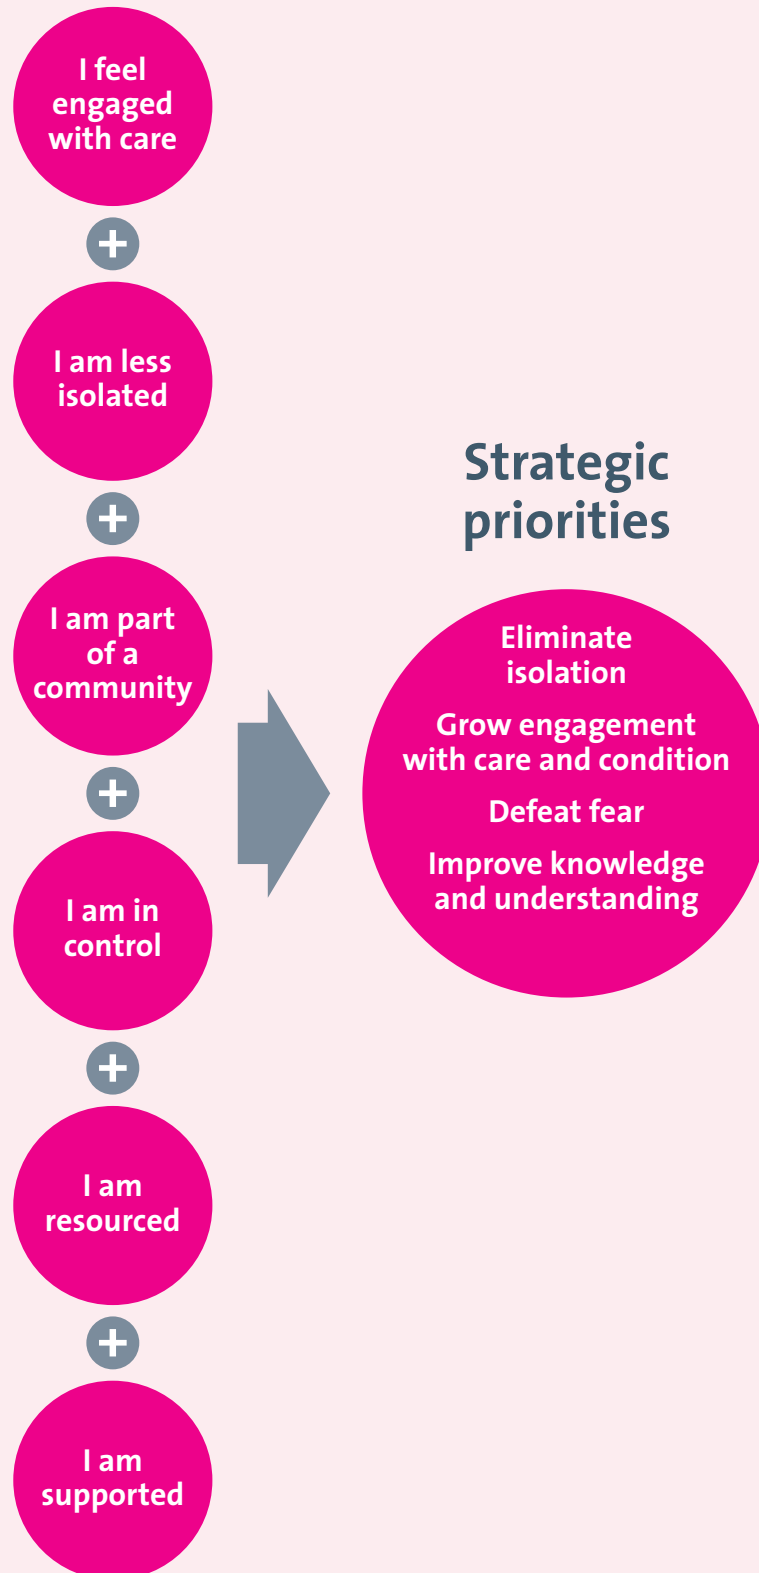 I feel
engaged
with care
+
I am less
isolated
+
I am part
of a
community
+
I am in
control
+
I am
resourced
+
I am
supported
Strategic
priorities
Eliminate
isolation
Grow engagement
with care and condition
Defeat fear
Improve knowledge
and understanding